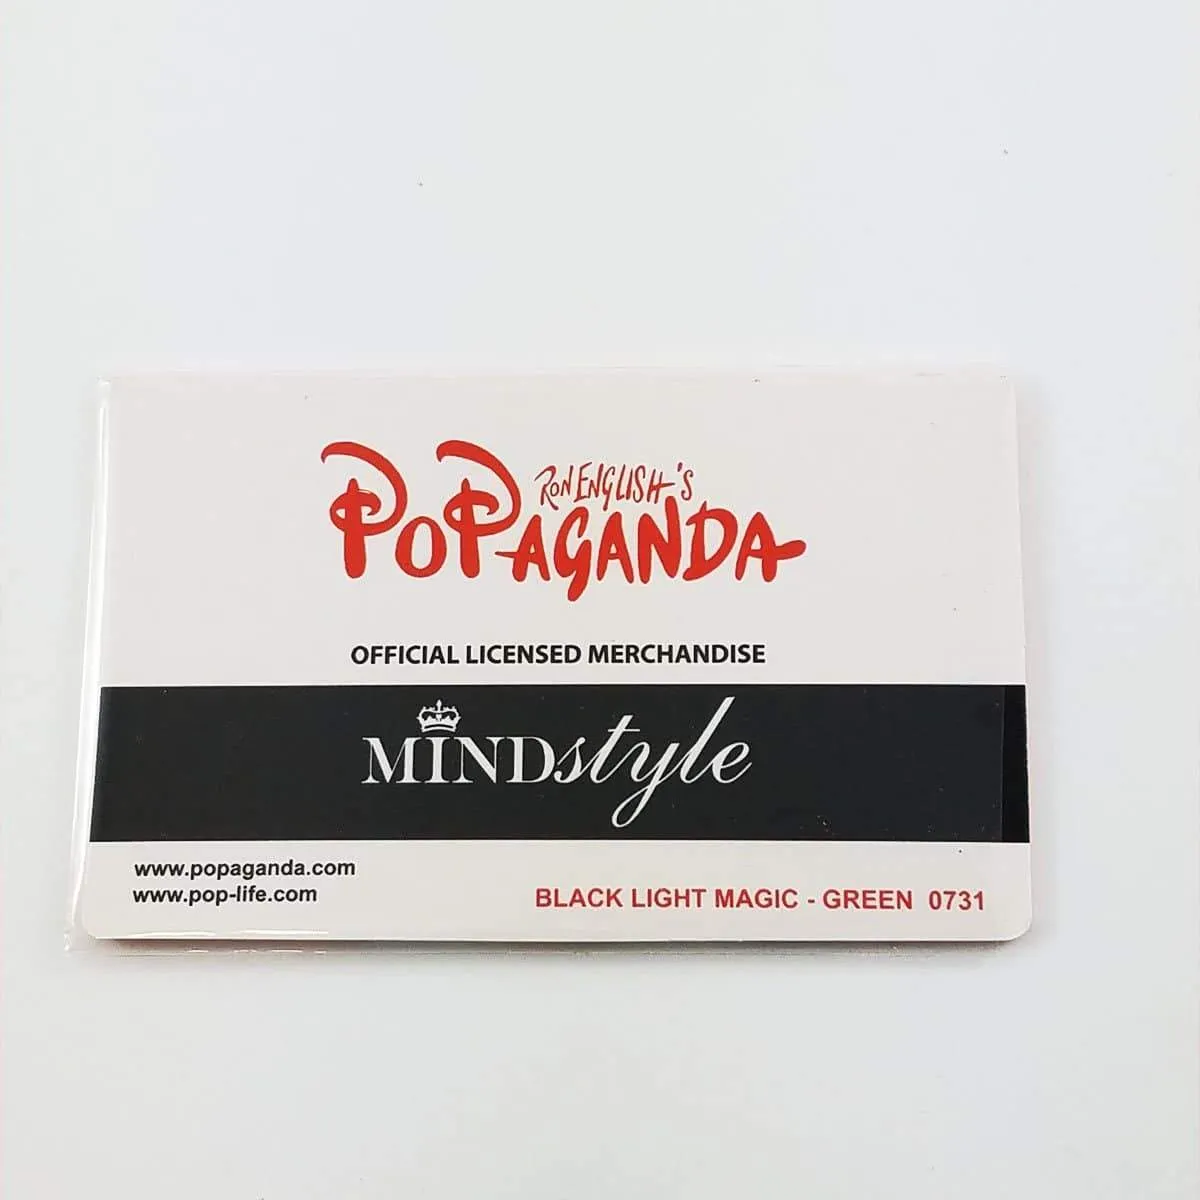 RON ENGLISH'S
POPAGANDA
OFFICIAL LICENSED MERCHANDISE
MINDstyle
www.popaganda.com
www.pop-life.com
BLACK LIGHT MAGIC - GREEN 0731